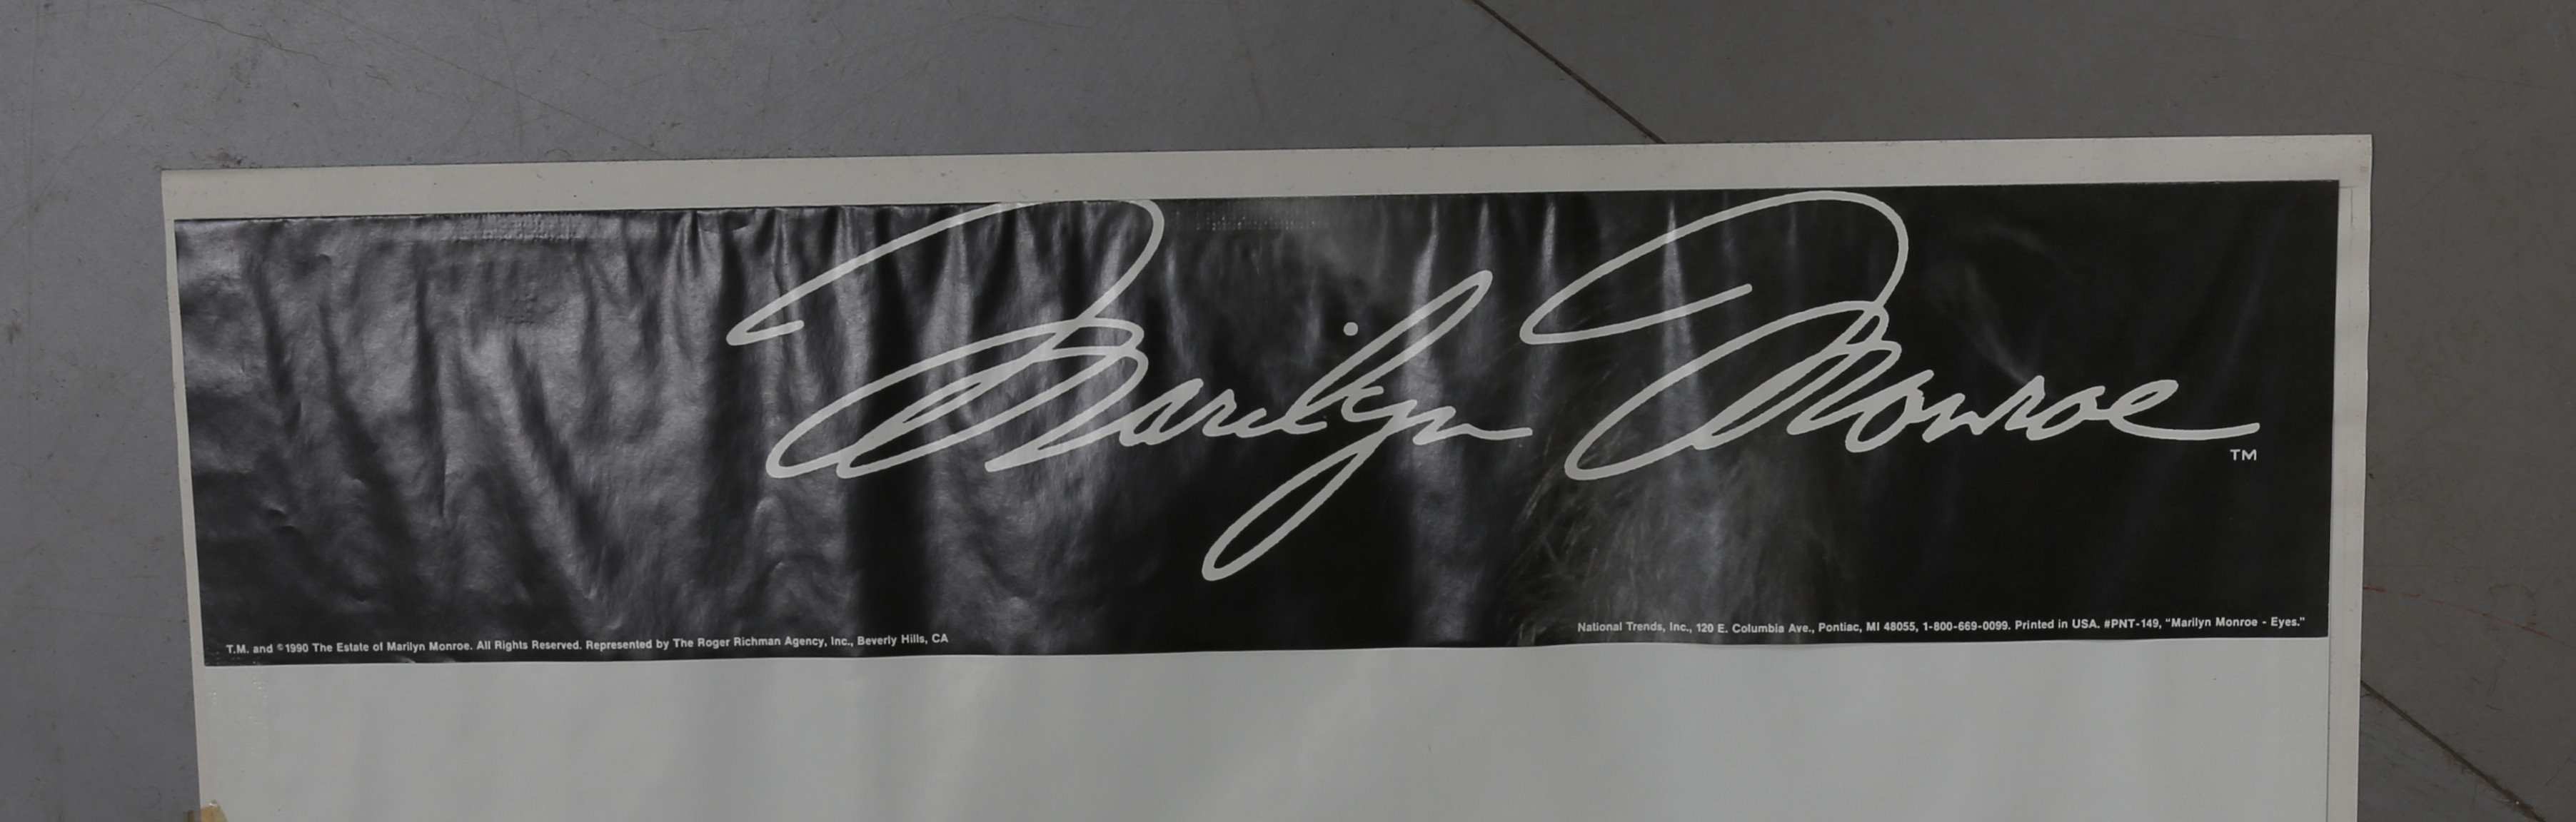 Marilyn Monroe
TM
T.M. and ©1990 The Estate of Marilyn Monroe. All Rights Reserved. Represented by The Roger Richman Agency, Inc., Beverly Hills, CA
National Trends, Inc., 120 E. Columbia Ave., Pontiac, MI 48055, 1-800-669-0099. Printed in USA. #PNT-149, "Marilyn Monroe - Eyes."